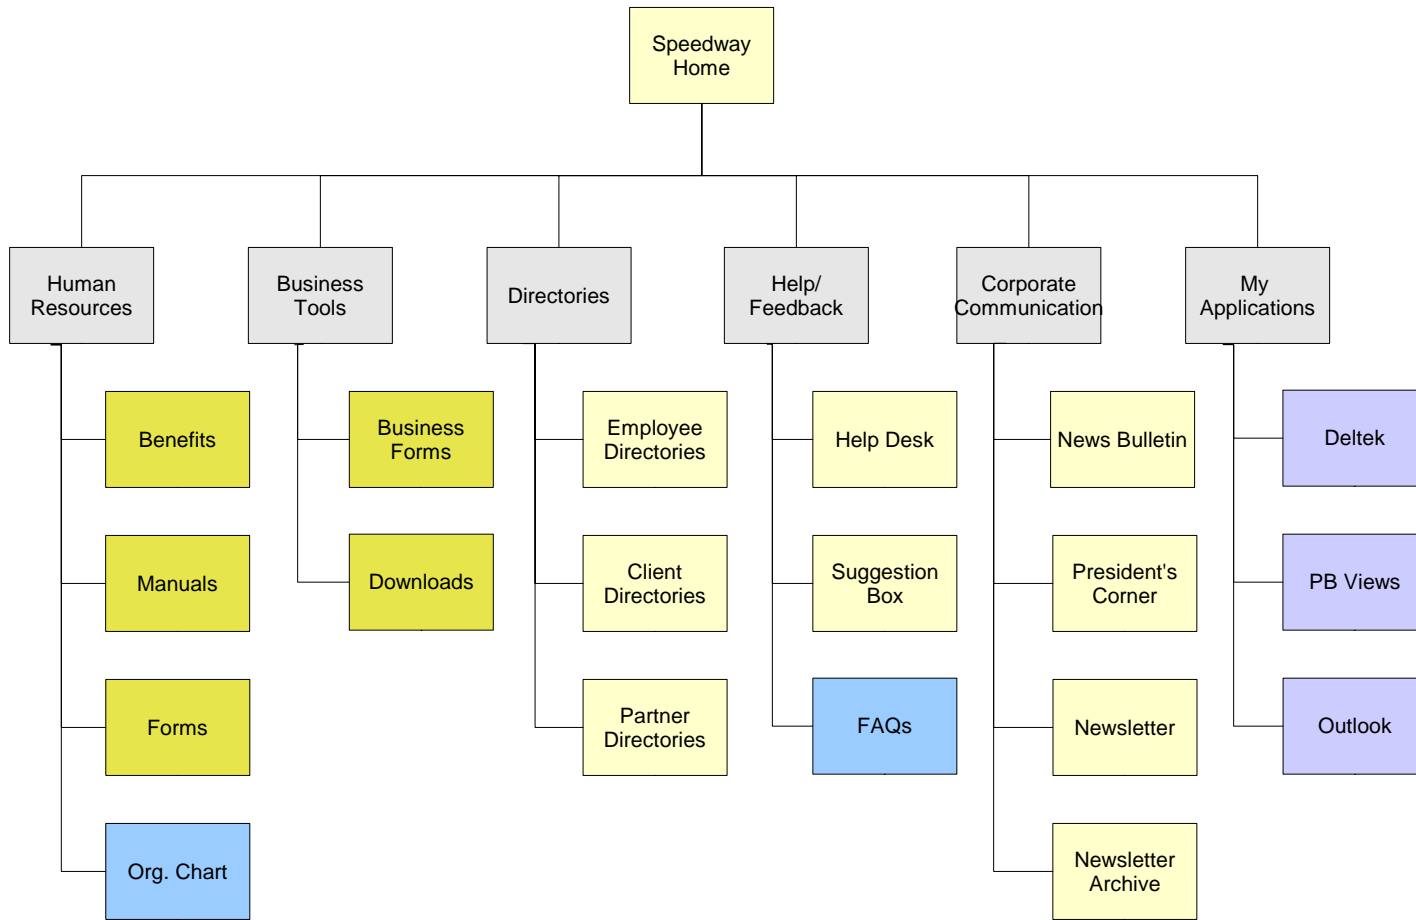 Speedway
Home
Human
Resources
Business
Tools
Directories
Help/
Feedback
Corporate
Communication
My
Applications
Benefits
Business
Forms
Employee
Directories
Help Desk
News Bulletin
Deltek
Manuals
Downloads
Client
Directories
Suggestion
Box
President's
Corner
PB Views
Forms
Partner
Directories
FAQs
Newsletter
Outlook
Org. Chart
Newsletter
Archive